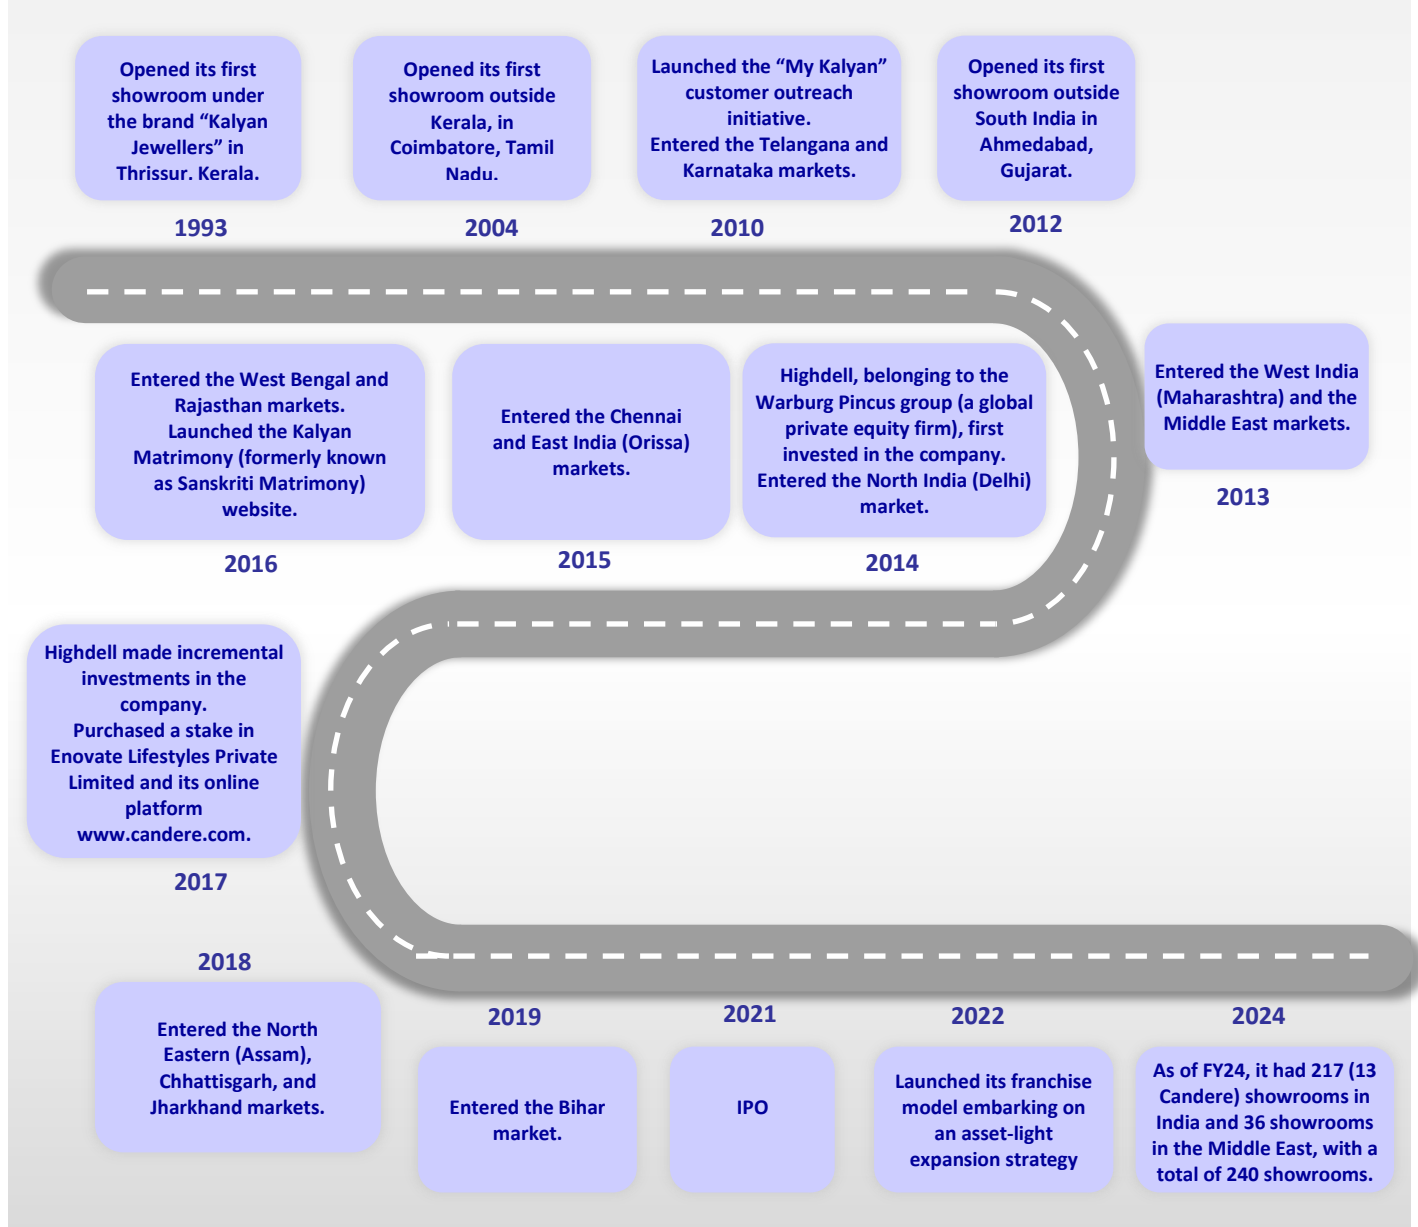 Opened its first
showroom under
the brand “Kalyan
Jewellers” in
Thrissur, Kerala.
1993
Opened its first
showroom outside
Kerala, in
Coimbatore, Tamil
Nadu.
2004
Launched the “My Kalyan”
customer outreach
initiative.
Entered the Telangana and
Karnataka markets.
2010
Opened its first
showroom outside
South India in
Ahmedabad,
Gujarat.
2012
Entered the West India
(Maharashtra) and the
Middle East markets.
2013
Highdell, belonging to the
Warburg Pincus group (a global
private equity firm), first
invested in the company.
Entered the North India (Delhi)
market.
2014
Entered the Chennai
and East India (Orissa)
markets.
2015
Entered the West Bengal and
Rajasthan markets.
Launched the Kalyan
Matrimony (formerly known
as Sanskriti Matrimony)
website.
2016
Highdell made incremental
investments in the
company.
Purchased a stake in
Enovate Lifestyles Private
Limited and its online
platform
www.candere.com.
2017
2018
Entered the North
Eastern (Assam),
Chhattisgarh, and
Jharkhand markets.
2019
Entered the Bihar
market.
2021
IPO
2022
Launched its franchise
model embarking on
an asset-light
expansion strategy
2024
As of FY24, it had 217 (13
Candere) showrooms in
India and 36 showrooms
in the Middle East, with a
total of 240 showrooms.